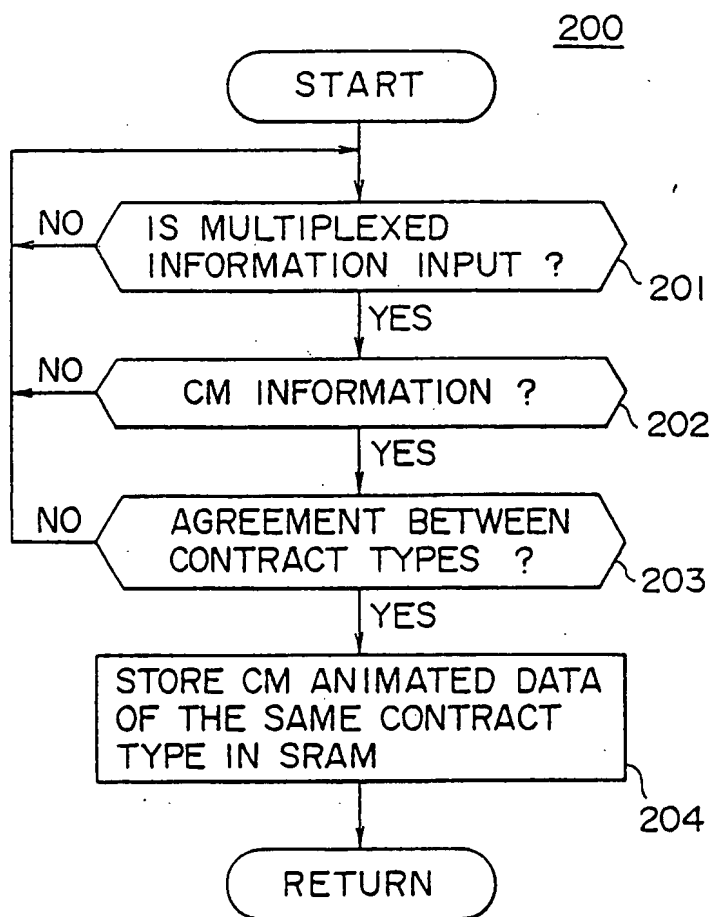 200
START
NO
IS MULTIPLEXED
INFORMATION INPUT ?
201
YES
NO
CM INFORMATION ?
202
YES
NO
AGREEMENT BETWEEN
CONTRACT TYPES ?
203
YES
STORE CM ANIMATED DATA
OF THE SAME CONTRACT
TYPE IN SRAM
204
RETURN